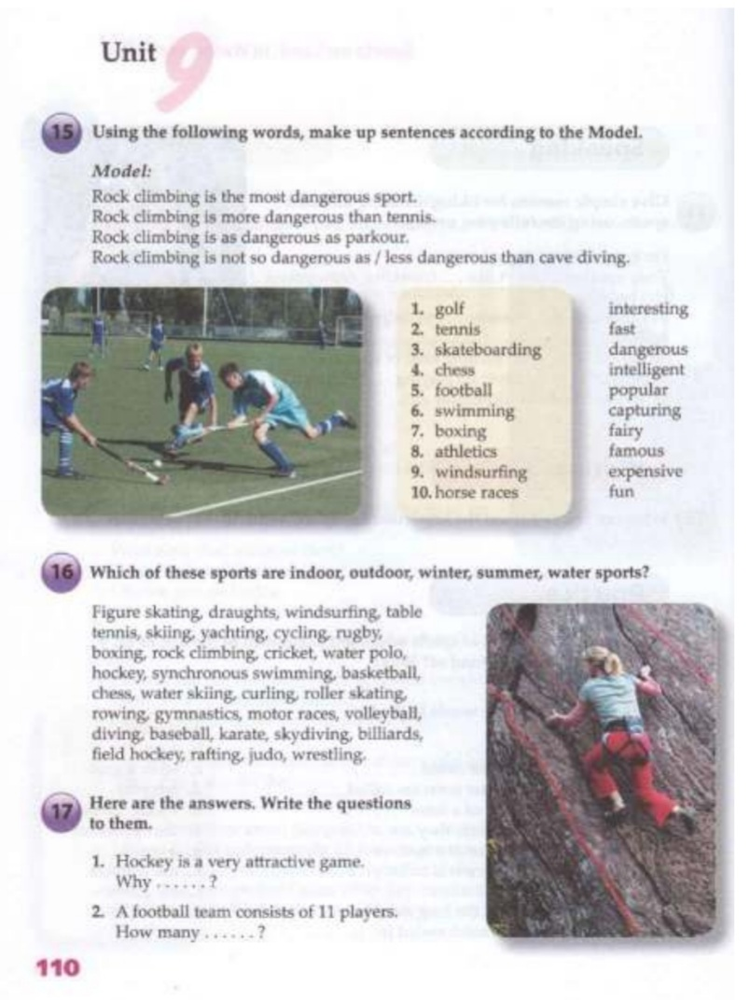 Unit 9
15 Using the following words, make up sentences according to the Model.
Model:
Rock climbing is the most dangerous sport.
Rock climbing is more dangerous than tennis.
Rock climbing is as dangerous as parkour.
Rock climbing is not so dangerous as / less dangerous than cave diving.
1. golf interesting
2. tennis fast
3. skateboarding dangerous
4. chess intelligent
5. football popular
6. swimming capturing
7. boxing fairy
8. athletics famous
9. windsurfing expensive
10. horse races fun
16 Which of these sports are indoor, outdoor, winter, summer, water sports?
Figure skating, draughts, windsurfing, table
tennis, skiing, yachting, cycling, rugby,
boxing, rock climbing, cricket, water polo,
hockey, synchronous swimming, basketball,
chess, water skiing, curling, roller skating,
rowing, gymnastics, motor races, volleyball,
diving, baseball, karate, skydiving, billiards,
field hockey, rafting, judo, wrestling.
17 Here are the answers. Write the questions
to them.
1. Hockey is a very attractive game.
Why . . . . . . ?
2. A football team consists of 11 players.
How many . . . . . . ?
110